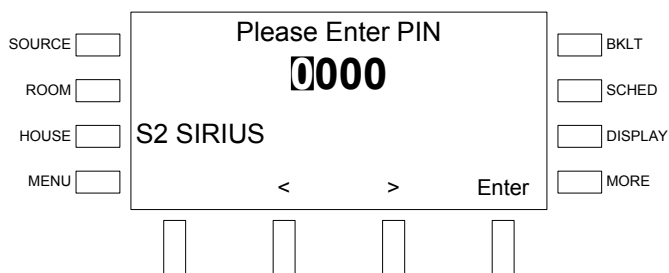 Please Enter PIN
SOURCE BKLT
0000
ROOM SCHED
HOUSE S2 SIRIUS DISPLAY
MENU < > Enter MORE